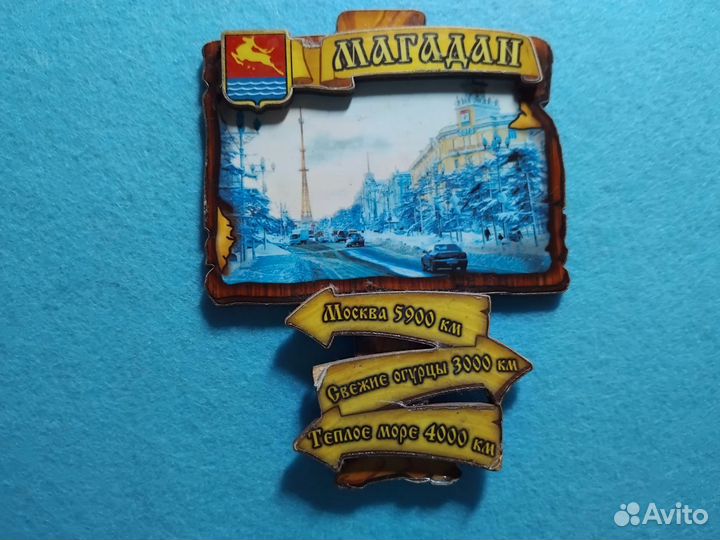 МАГАДАН
Москва 5900 км
Свежие огурцы 3000 км
Теплое море 4000 км
Avito